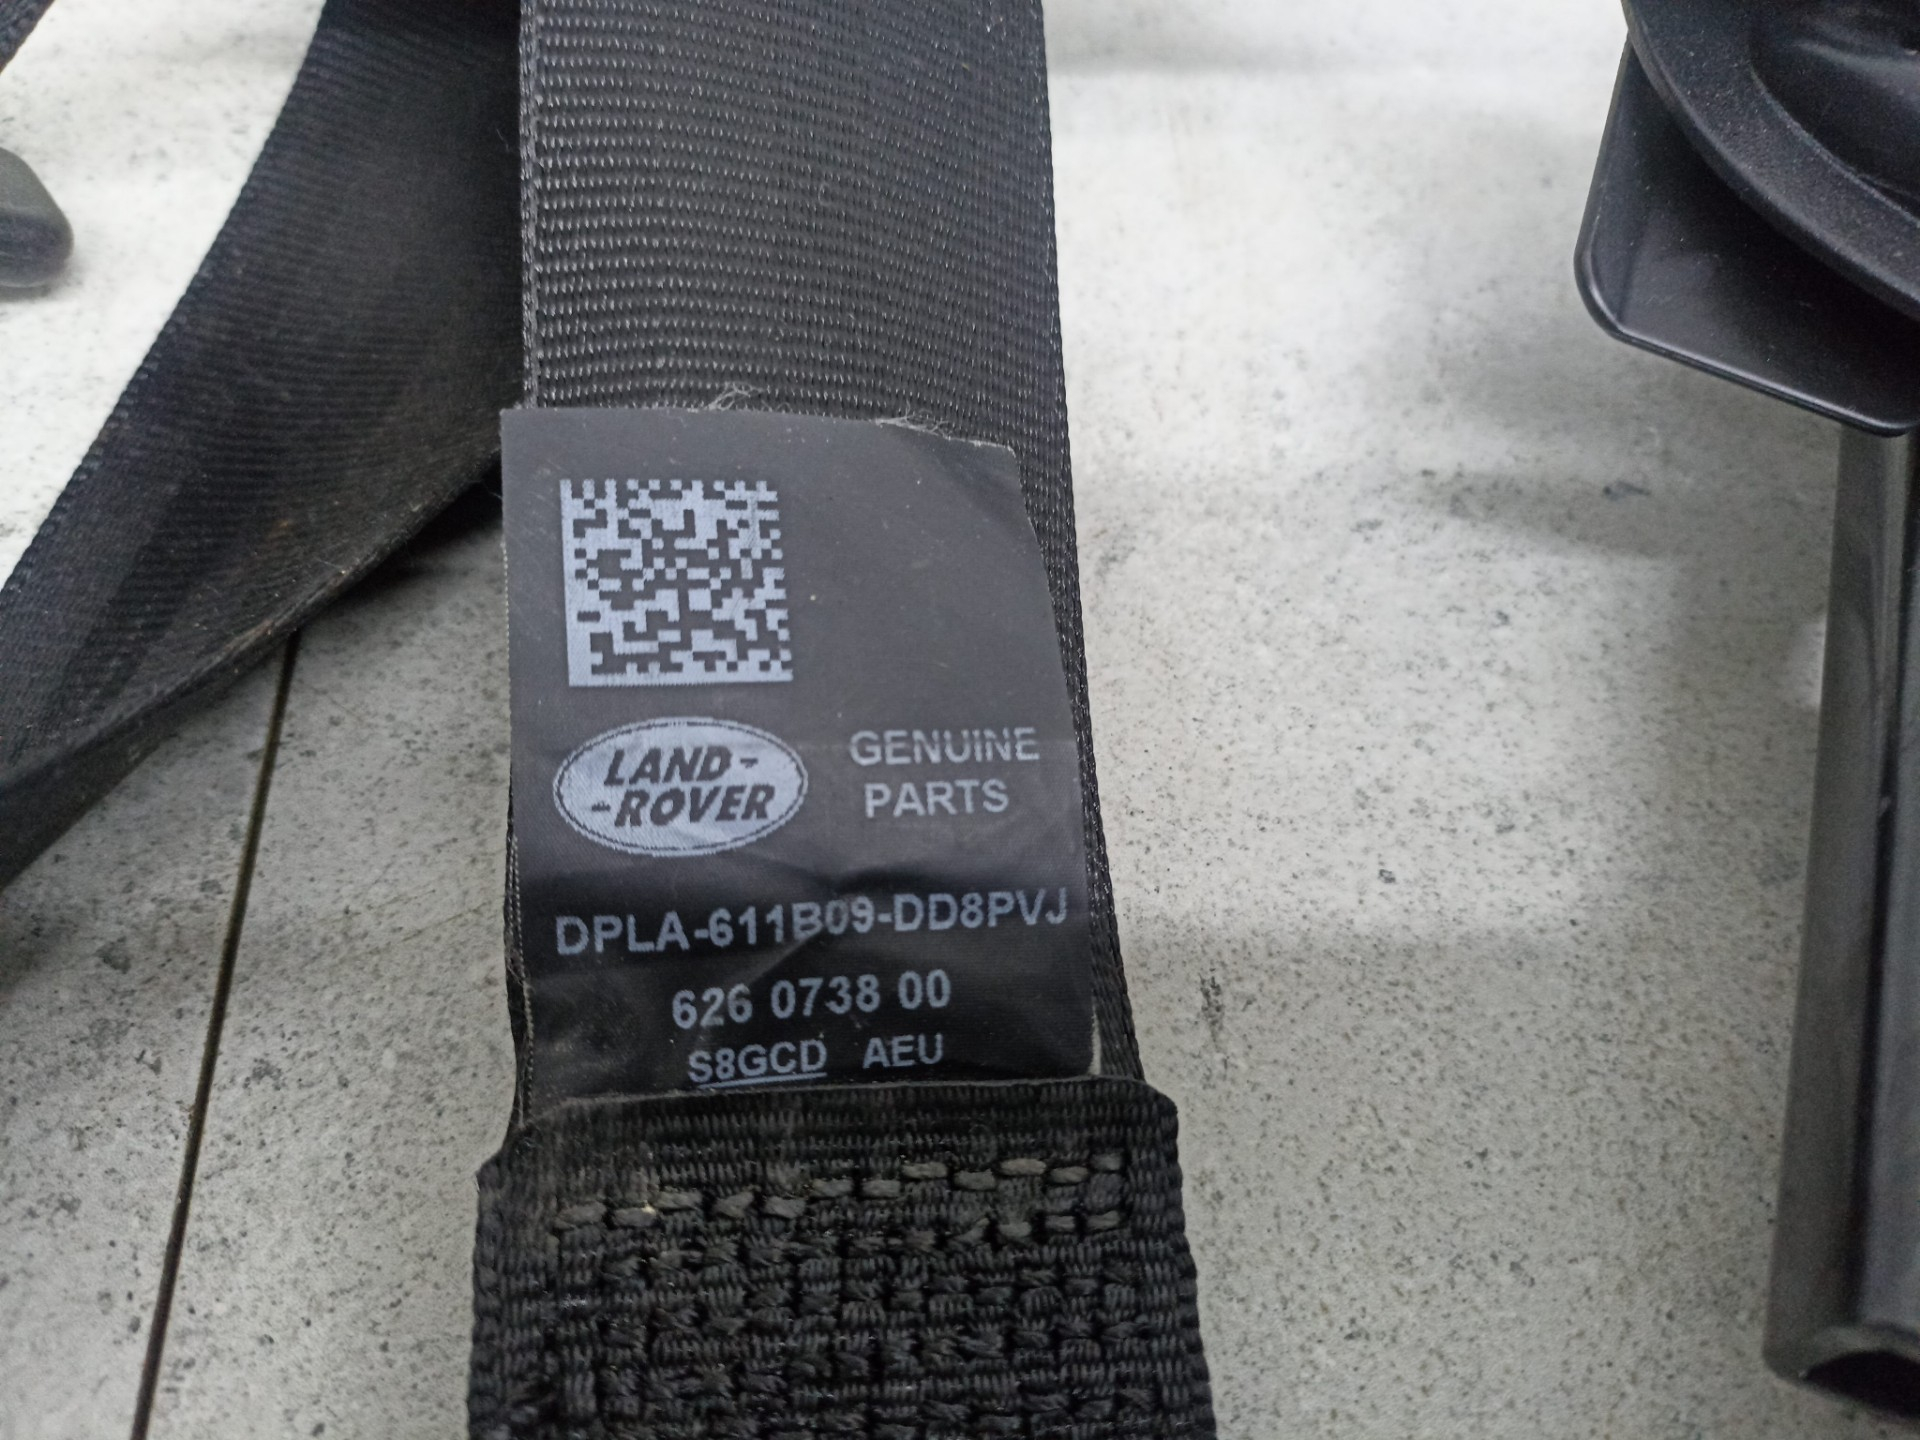 LAND-
-ROVER
GENUINE
PARTS
DPLA-611B09-DD8PVJ
626 0738 00
S8GCD AEU